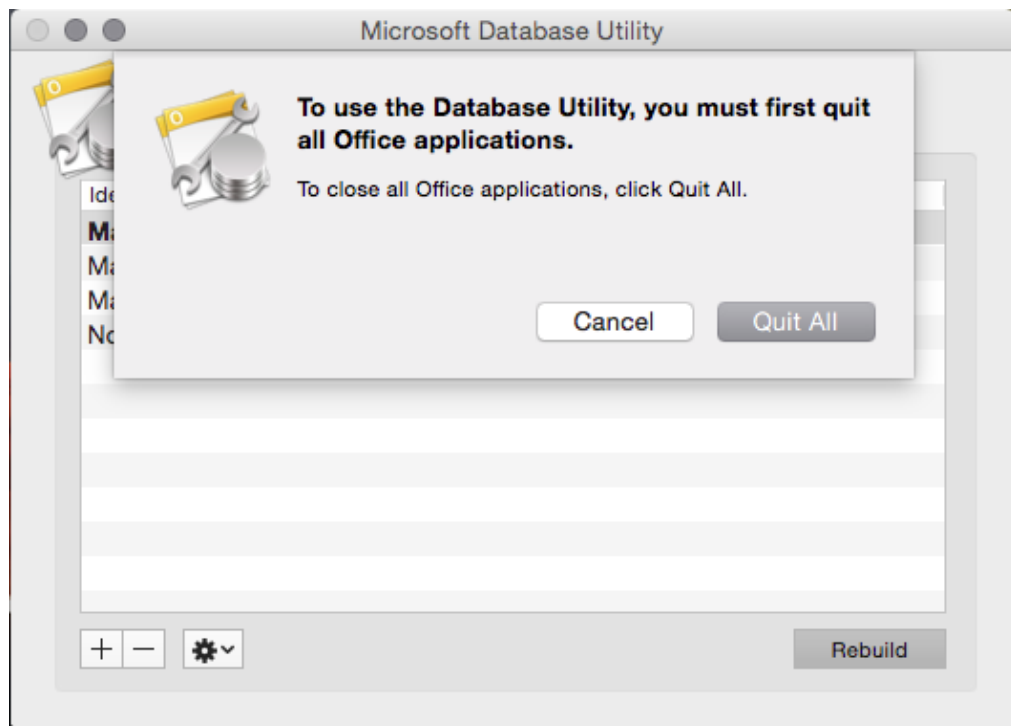 Microsoft Database Utility
To use the Database Utility, you must first quit
all Office applications.
To close all Office applications, click Quit All.
Cancel
Quit All
Rebuild